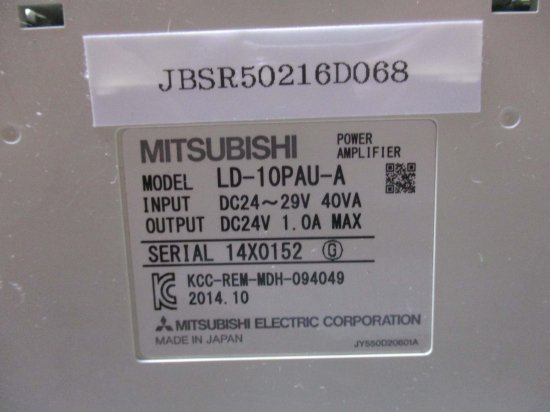 JBSR50216D068
MITSUBISHI POWER AMPLIFIER
MODEL LD-10PAU-A
INPUT DC24～29V 40VA
OUTPUT DC24V 1.0A MAX
SERIAL 14X0152 G
KCC-REM-MDH-094049
2014.10
MITSUBISHI ELECTRIC CORPORATION
MADE IN JAPAN JY550D20601A